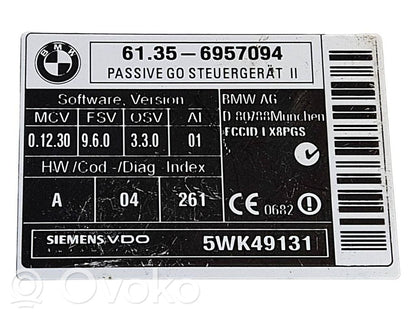 BMW
61.35 - 6957094
PASSIVE GO STEUERGERÄT II
Software, Version
MCV FSV OSV AI
0.12.30 9.6.0 3.3.0 01
HW /Cod -/Diag - Index
A 04 261
BMW AG
D 80788München
FCCID LX8PGS
CE 0682
SIEMENS VDO 5WK49131
© Ovoko